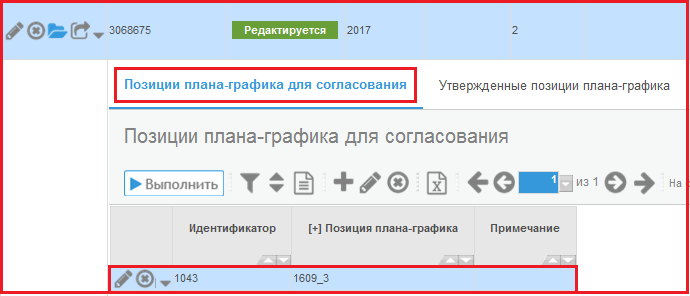 3068675 Редактируется 2017 2
Позиции плана-графика для согласования Утвержденные позиции плана-графика
Позиции плана-графика для согласования
Выполнить X 1 из 1 На
Идентификатор [+] Позиция плана-графика Примечание
1043 1609_3